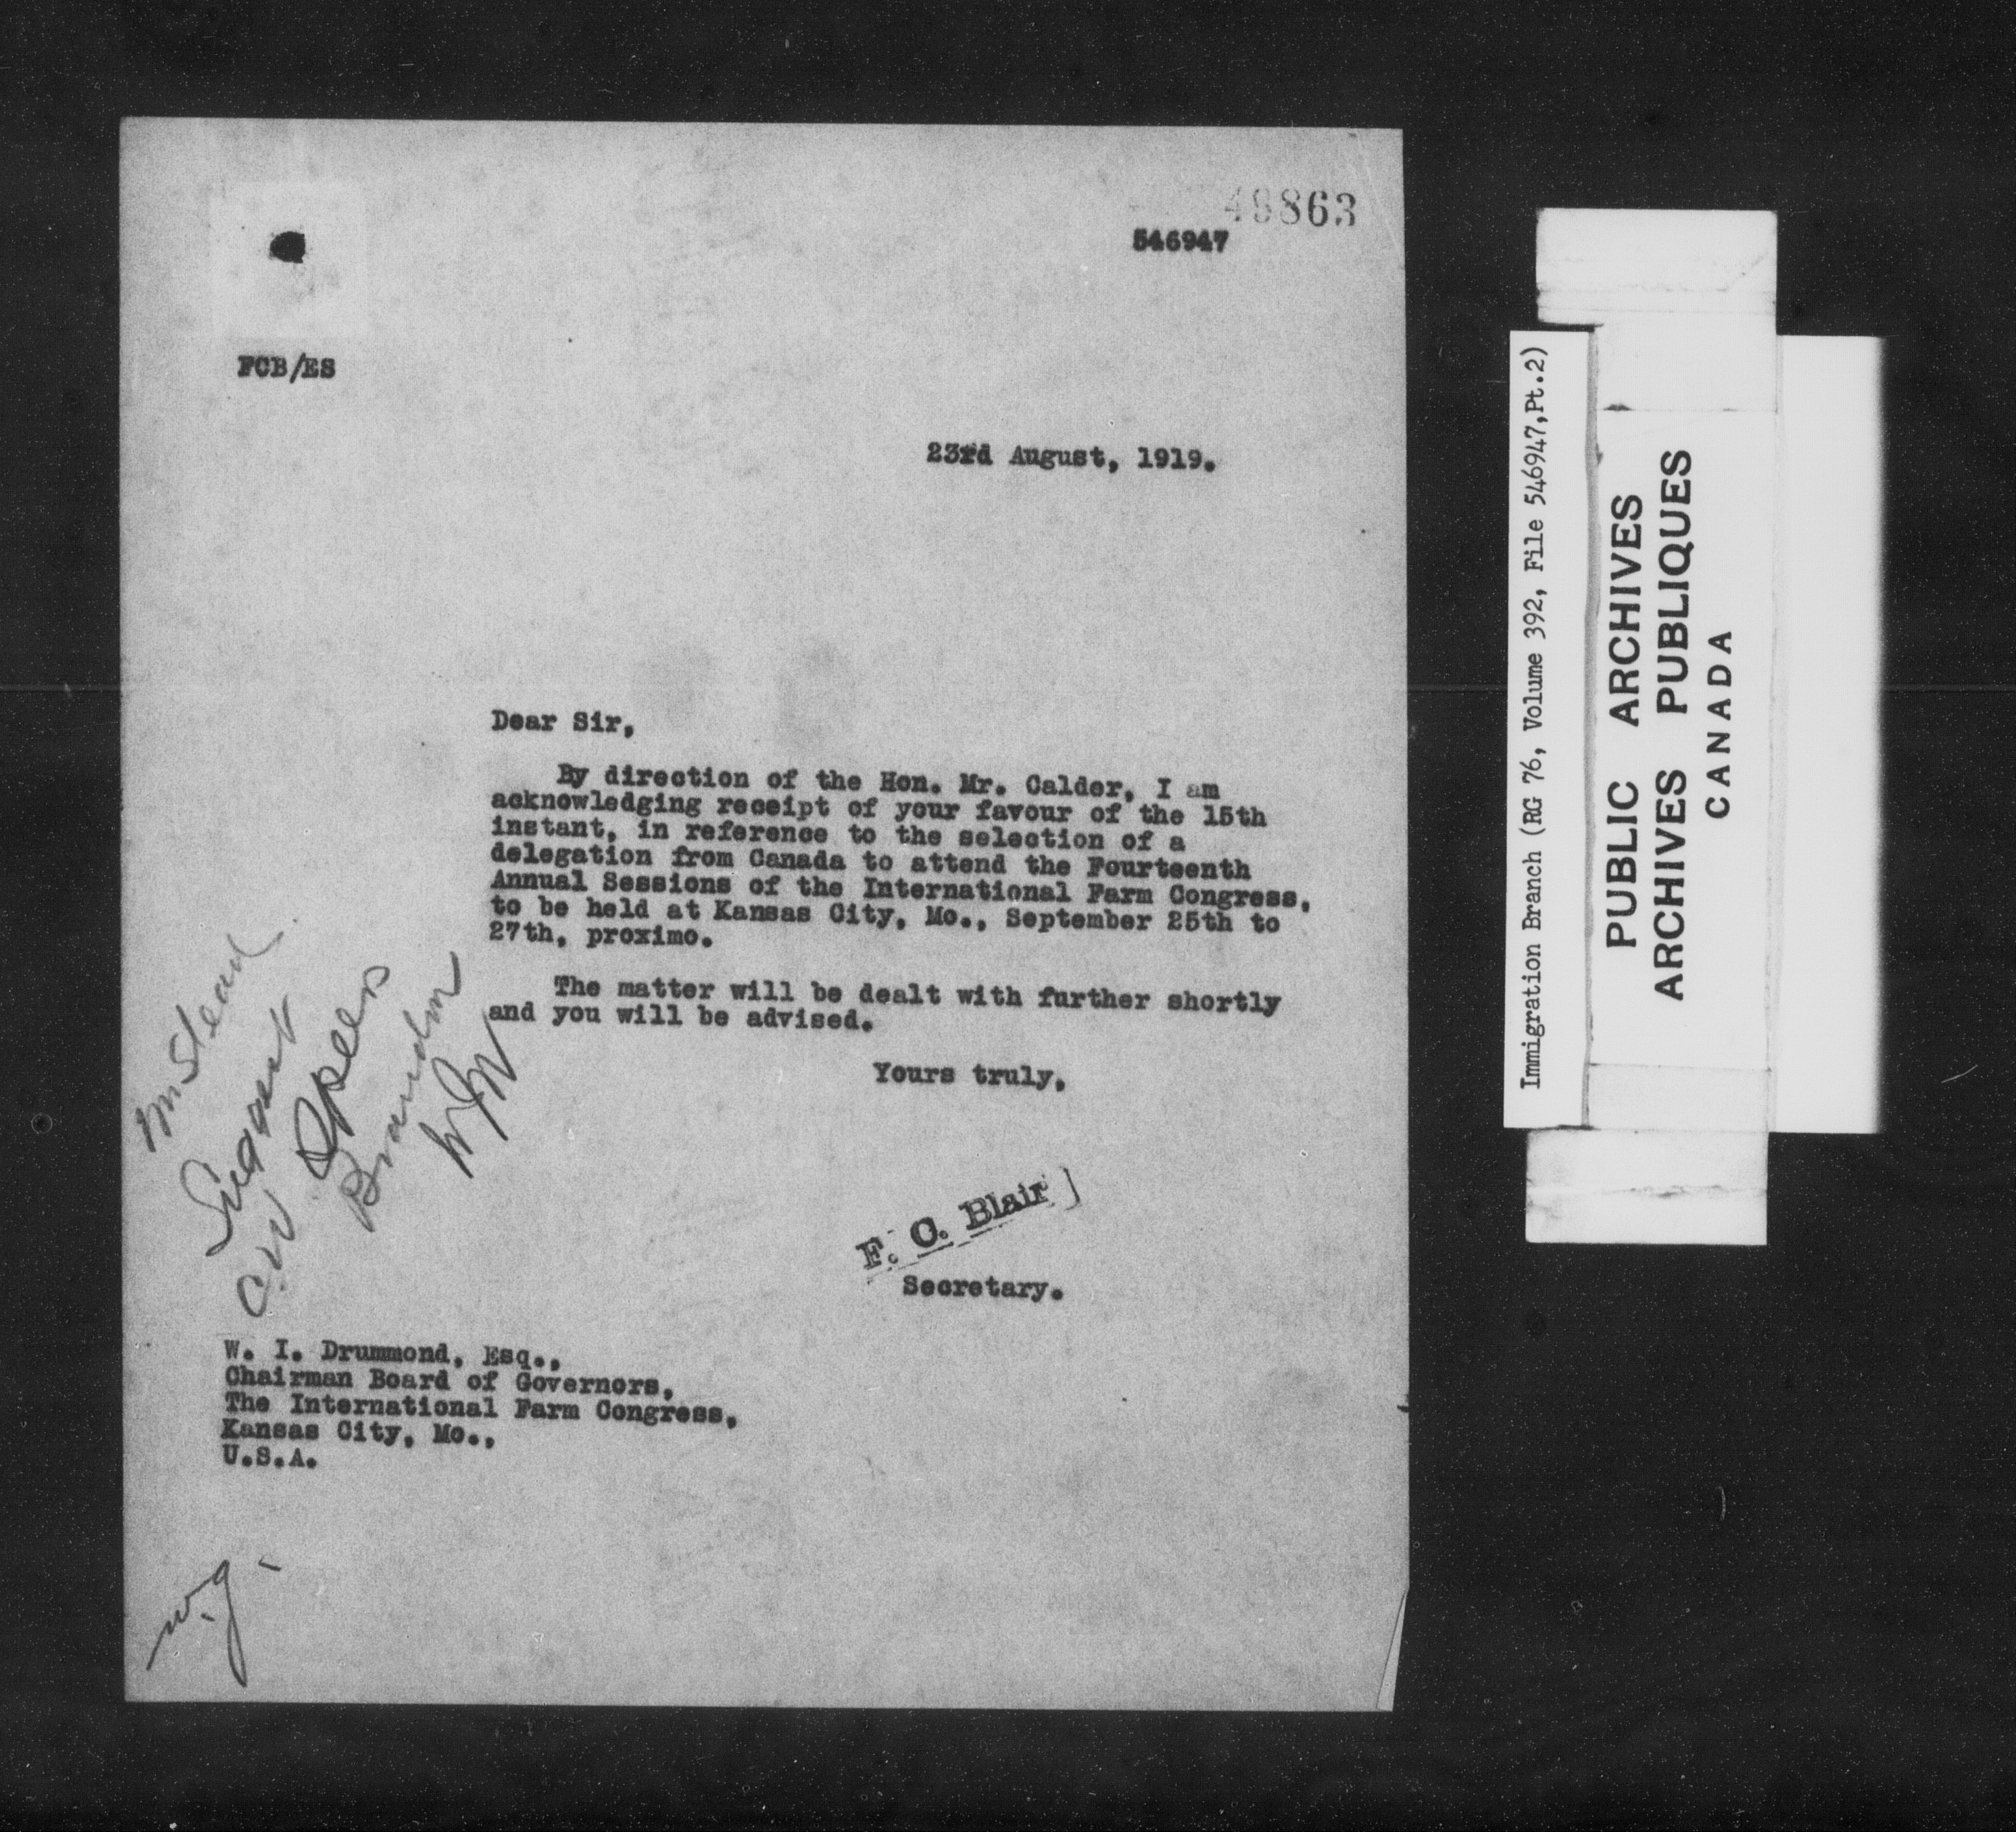 49863
546947
FCB/ES
23rd August, 1919.
Dear Sir,
By direction of the Hon. Mr. Calder, I am
acknowledging receipt of your favour of the 15th
instant, in reference to the selection of a
delegation from Canada to attend the Fourteenth
Annual Sessions of the International Farm Congress,
to be held at Kansas City, Mo., September 25th to
27th, proximo.
The matter will be dealt with further shortly
and you will be advised.
Yours truly,
F. C. Blair
Secretary.
C. W Speers
Brandon
W. I. Drummond, Esq.,
Chairman Board of Governors,
The International Farm Congress,
Kansas City, Mo.,
U.S.A.
Immigration Branch (RG 76, Volume 392, File 546947,Pt.2)
PUBLIC ARCHIVES
ARCHIVES PUBLIQUES
CANADA